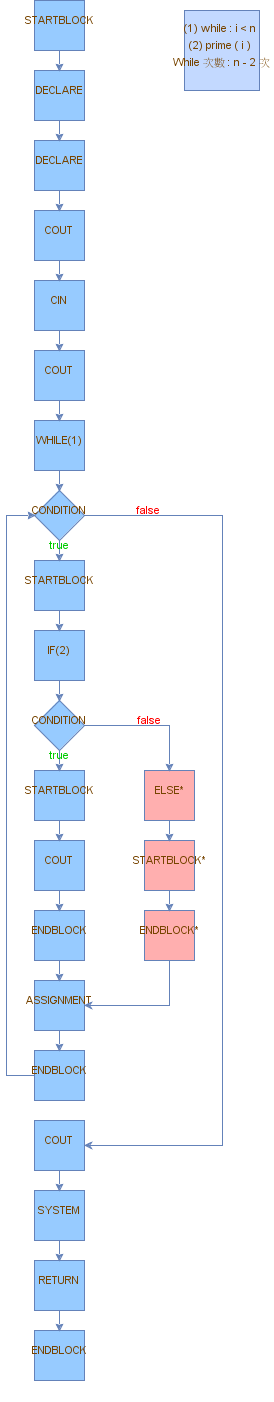 STARTBLOCK
(1) while : i < n
(2) prime ( i )
While 次數 : n - 2 次
DECLARE
DECLARE
COUT
CIN
COUT
WHILE(1)
CONDITION
false
true
STARTBLOCK
IF(2)
CONDITION
false
true
STARTBLOCK
ELSE*
COUT
STARTBLOCK*
ENDBLOCK
ENDBLOCK*
ASSIGNMENT
ENDBLOCK
COUT
SYSTEM
RETURN
ENDBLOCK